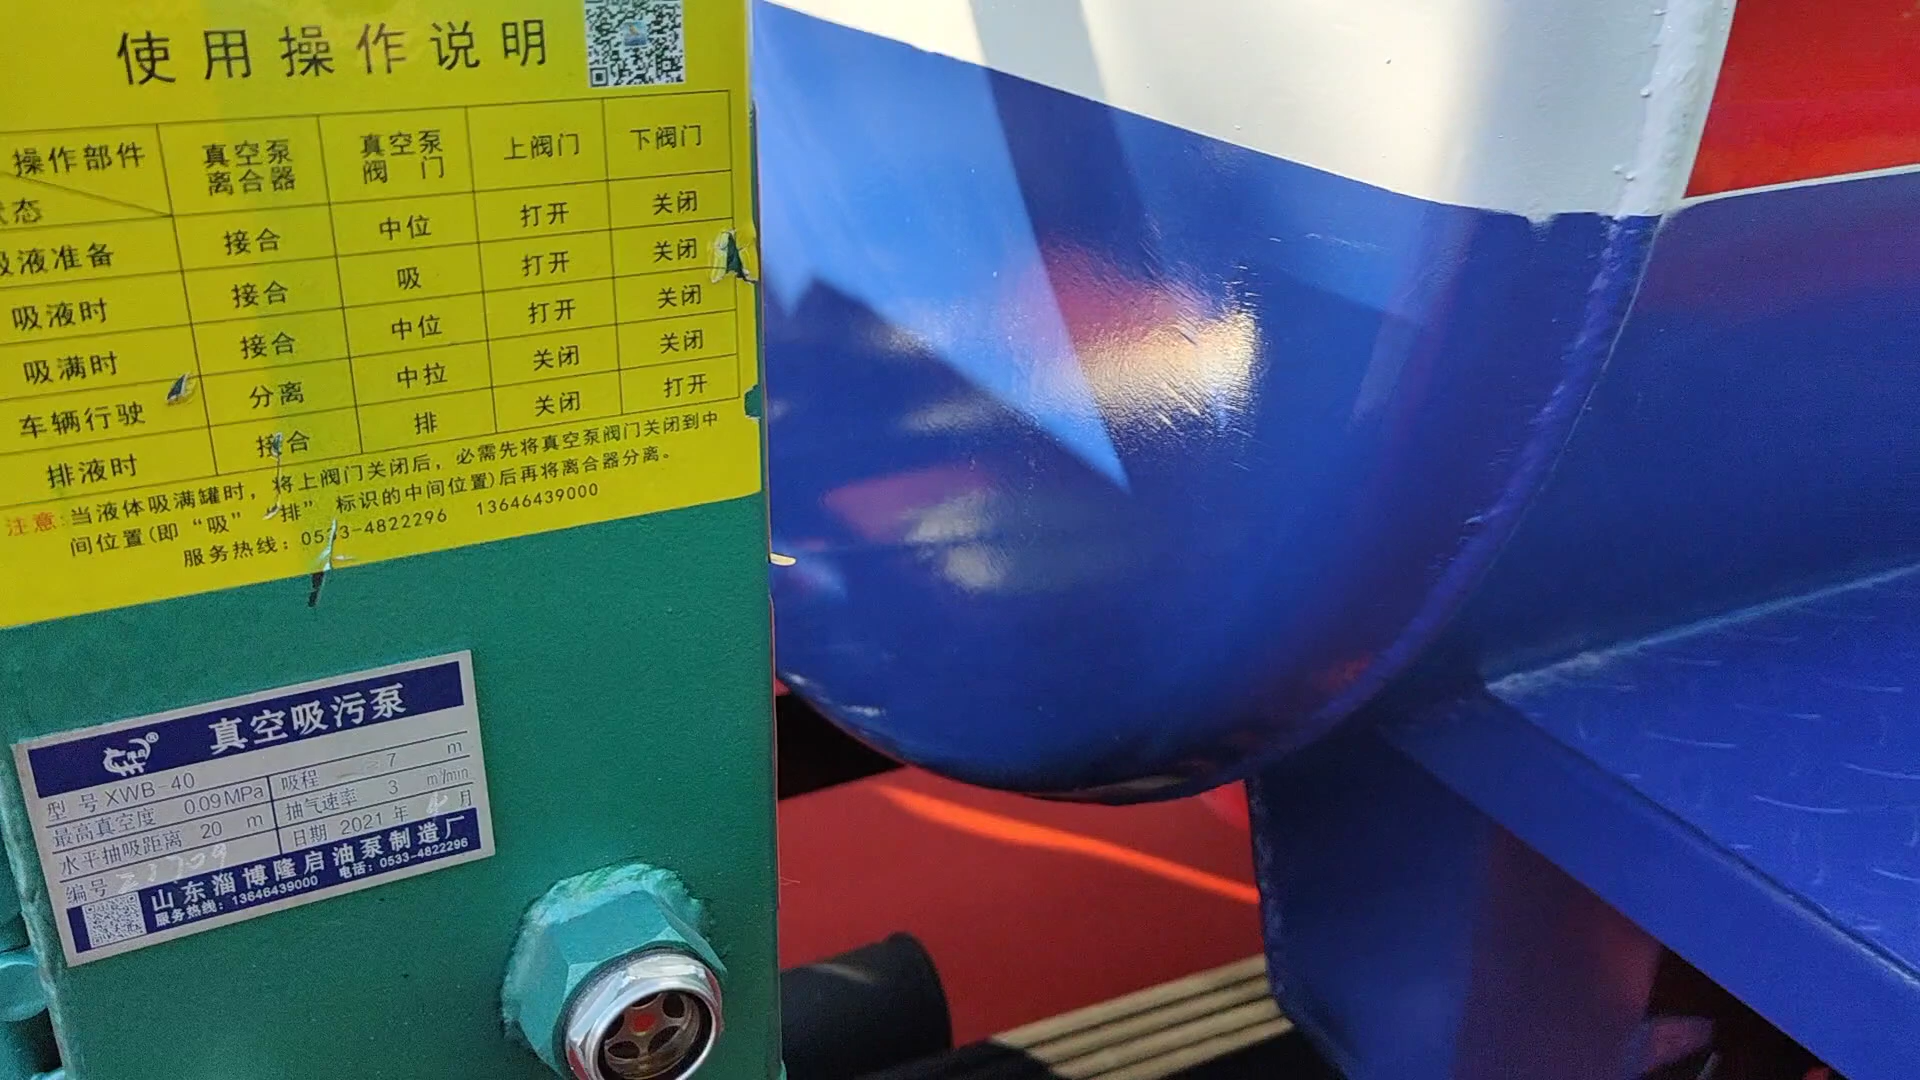 使用操作说明
操作部件 真空泵离合器 真空泵阀门 上阀门 下阀门
状态
吸液准备 接合 中位 打开 关闭
吸液时 接合 吸 打开 关闭
吸满时 接合 中位 打开 关闭
车辆行驶 分离 中拉 关闭 关闭
排液时 接合 排 关闭 打开
注意:当液体吸满罐时，将上阀门关闭后，必需先将真空泵阀门关闭到中
间位置(即“吸” “排” 标识的中间位置)后再将离合器分离。
服务热线：0533-4822296 13646439000
真空吸污泵
型号 XWB-40 吸程 7 m
最高真空度 0.09MPa 抽气速率 3 m³/min
水平抽吸距离 20 m 日期 2021 年 月
编号
山东淄博隆启油泵制造厂
服务热线：13646439000 电话：0533-4822296